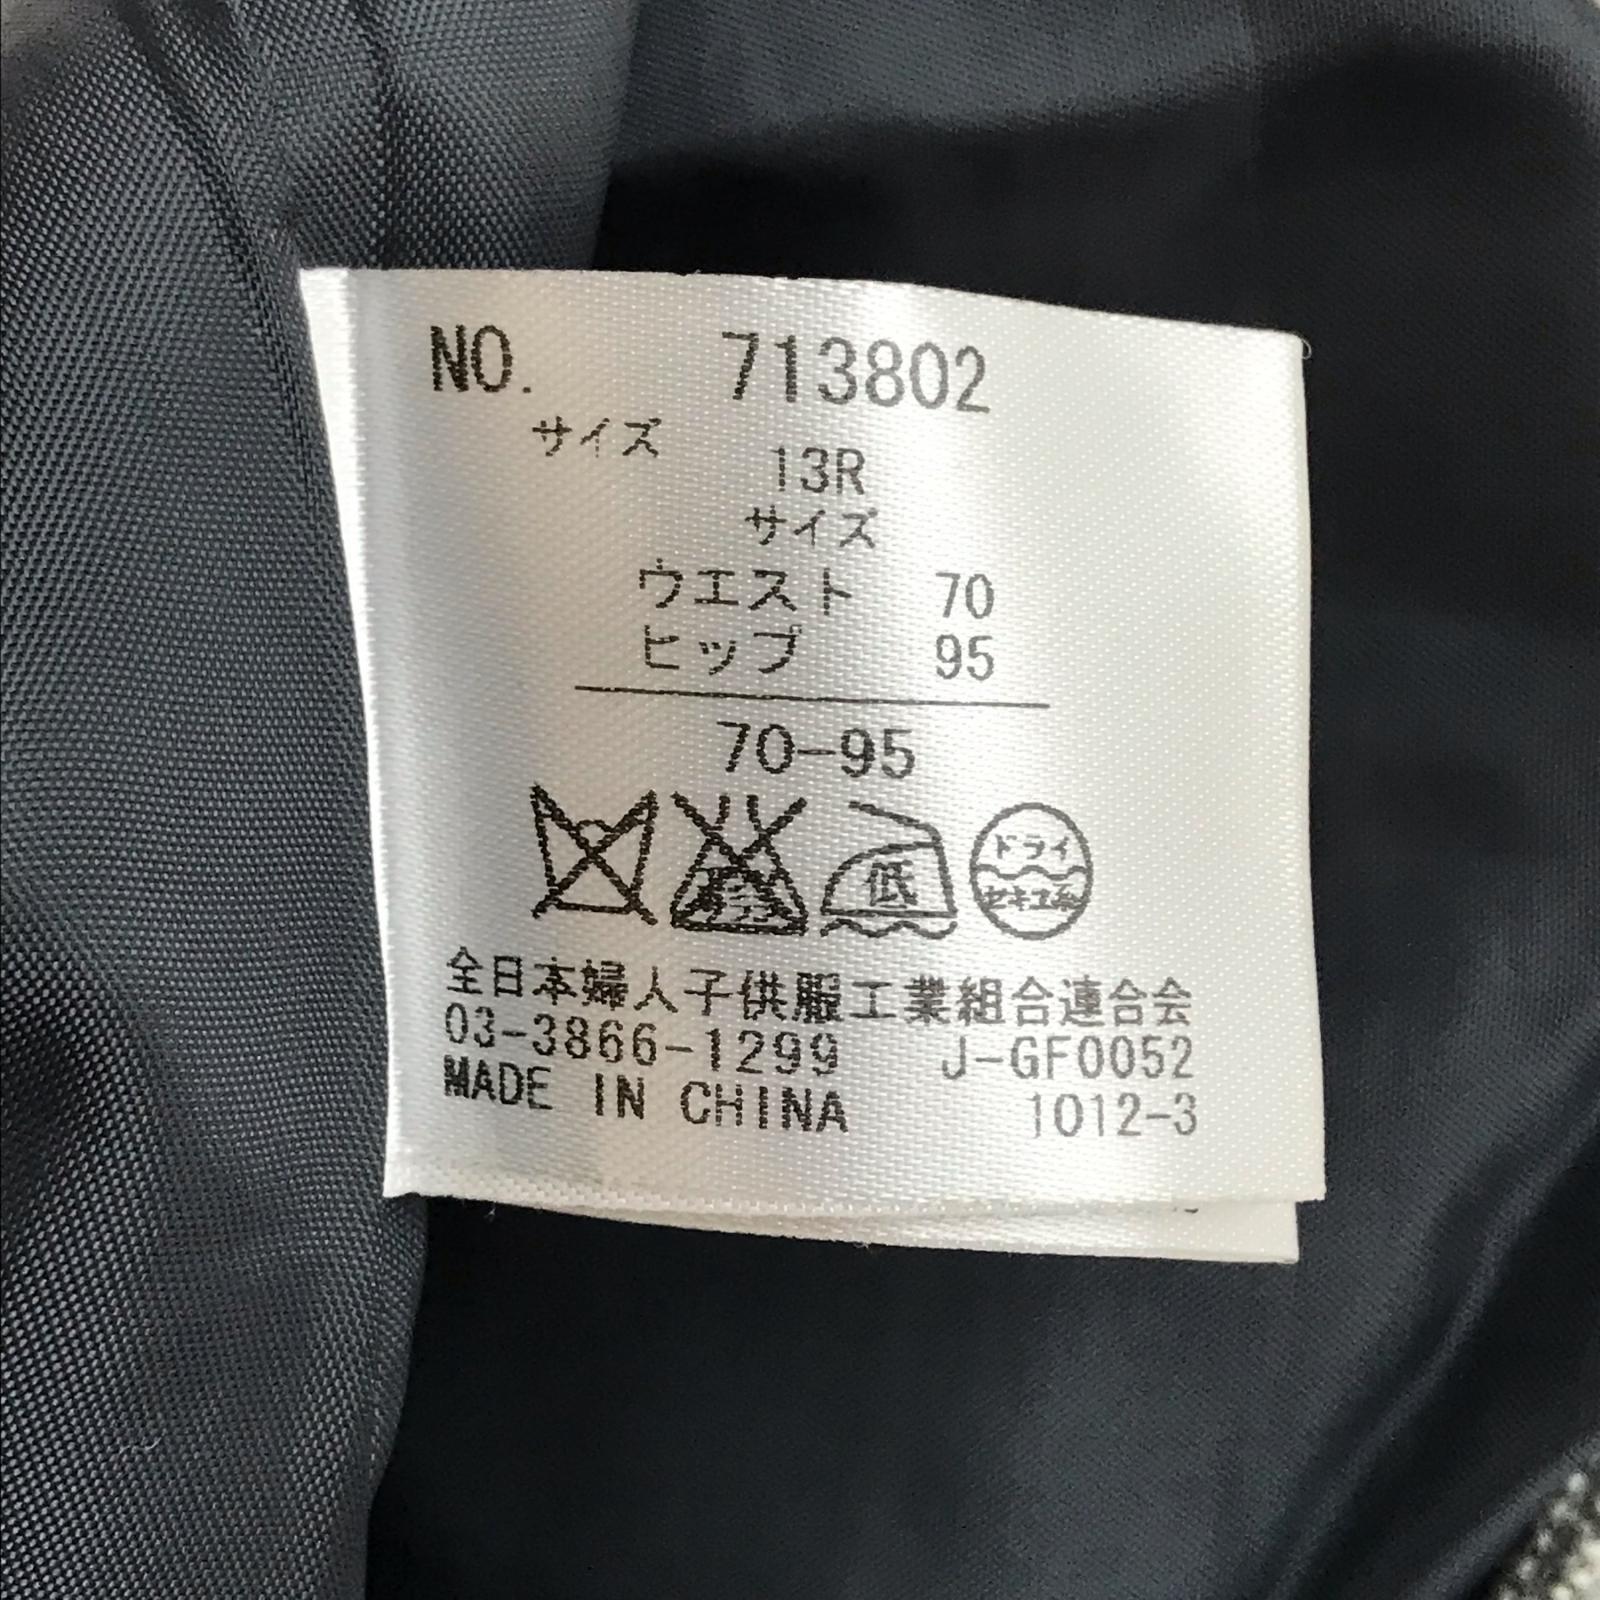 NO. 713802
サイズ 13R
サイズ
ウエスト 70
ヒップ 95
70-95
低
ドライ
セキユ系
全日本婦人子供服工業組合連合会
03-3866-1299 J-GF0052
MADE IN CHINA 1012-3